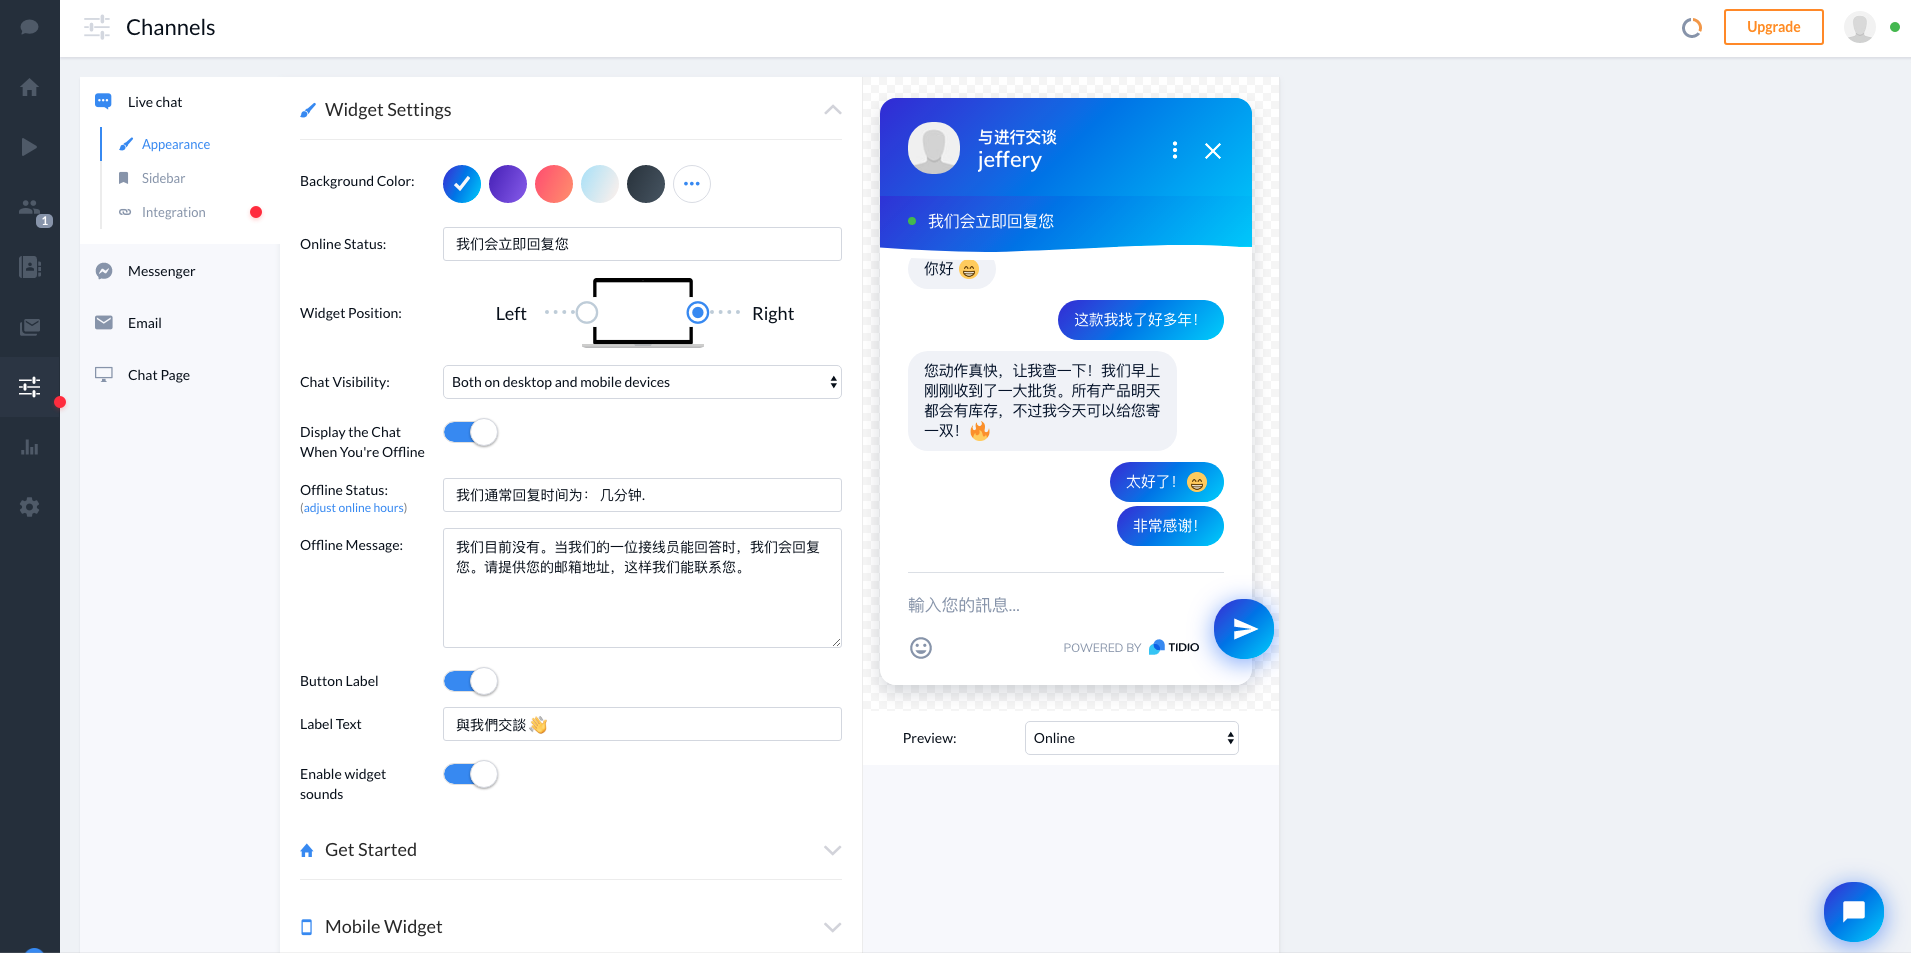 Channels
Upgrade
1
Live chat
Appearance
Sidebar
Integration
Messenger
Email
Chat Page
Widget Settings
Background Color:
Online Status:
我们会立即回复您
Widget Position:
Left
Right
Chat Visibility:
Both on desktop and mobile devices
Display the Chat
When You're Offline
Offline Status:
(adjust online hours)
我们通常回复时间为： 几分钟.
Offline Message:
我们目前没有。当我们的一位接线员能回答时，我们会回复
您。请提供您的邮箱地址，这样我们能联系您。
Button Label
Label Text
與我們交談👋
Enable widget
sounds
Get Started
Mobile Widget
与进行交谈
jeffery
我们会立即回复您
你好 😁
这款我找了好多年！
您动作真快，让我查一下！我们早上
刚刚收到了一大批货。所有产品明天
都会有库存，不过我今天可以给您寄
一双！🔥
太好了！😁
非常感谢！
輸入您的訊息...
POWERED BY TIDIO
Preview:
Online